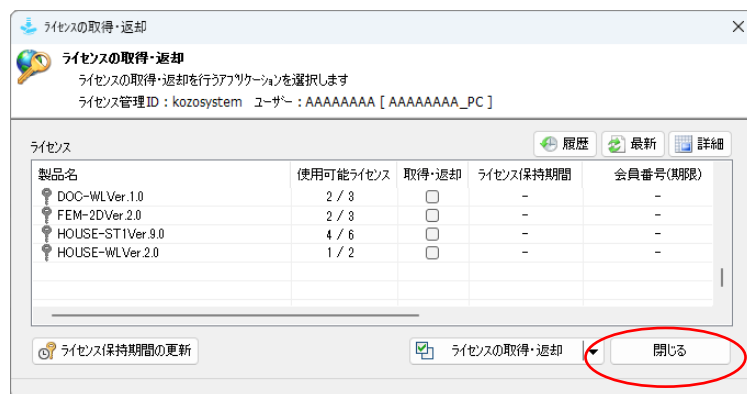 ライセンスの取得・返却
ライセンスの取得・返却
ライセンスの取得・返却を行うアプリケーションを選択します
ライセンス管理ID：kozosystem ユーザー：AAAAAAAA [ AAAAAAAA_PC ]
ライセンス 履歴 最新 詳細
製品名 使用可能ライセンス 取得・返却 ライセンス保持期間 会員番号(期限)
DOC-WLVer.1.0 2 / 3 - -
FEM-2DVer.2.0 2 / 3 - -
HOUSE-ST1Ver.9.0 4 / 6 - -
HOUSE-WLVer.2.0 1 / 2 - -
ライセンス保持期間の更新 ライセンスの取得・返却 閉じる